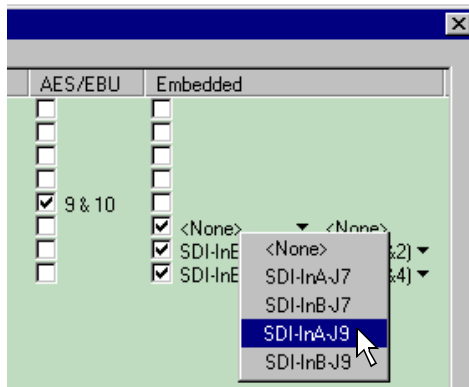 AES/EBU Embedded
9 & 10
<None> <None>
SDI-InB &2)
SDI-InB &4)
<None>
SDI-InA-J7
SDI-InB-J7
SDI-InA-J9
SDI-InB-J9